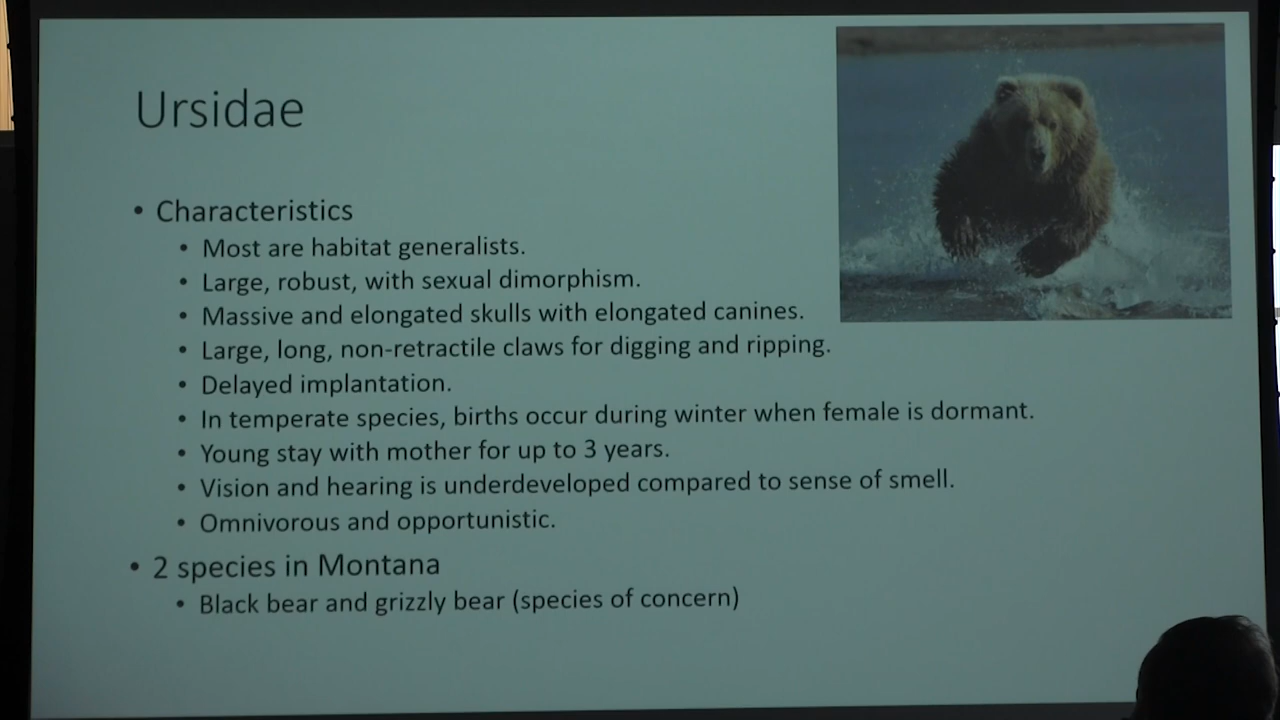 Ursidae
• Characteristics
• Most are habitat generalists.
• Large, robust, with sexual dimorphism.
• Massive and elongated skulls with elongated canines.
• Large, long, non-retractile claws for digging and ripping.
• Delayed implantation.
• In temperate species, births occur during winter when female is dormant.
• Young stay with mother for up to 3 years.
• Vision and hearing is underdeveloped compared to sense of smell.
• Omnivorous and opportunistic.
• 2 species in Montana
• Black bear and grizzly bear (species of concern)